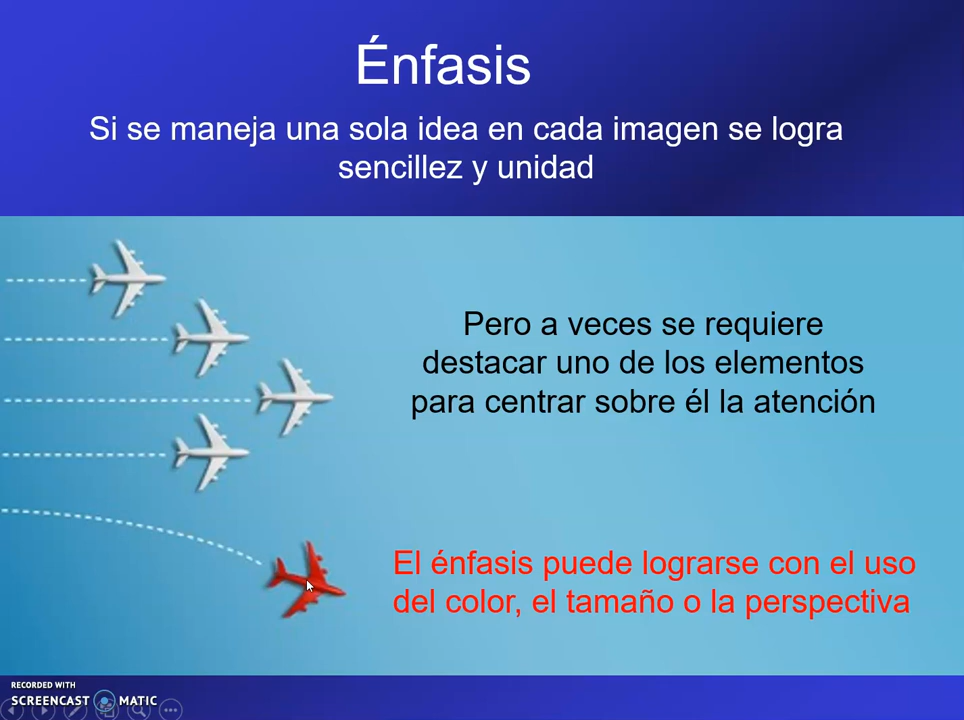 Énfasis
Si se maneja una sola idea en cada imagen se logra
sencillez y unidad
Pero a veces se requiere
destacar uno de los elementos
para centrar sobre él la atención
El énfasis puede lograrse con el uso
del color, el tamaño o la perspectiva
RECORDED WITH
SCREENCAST MATIC